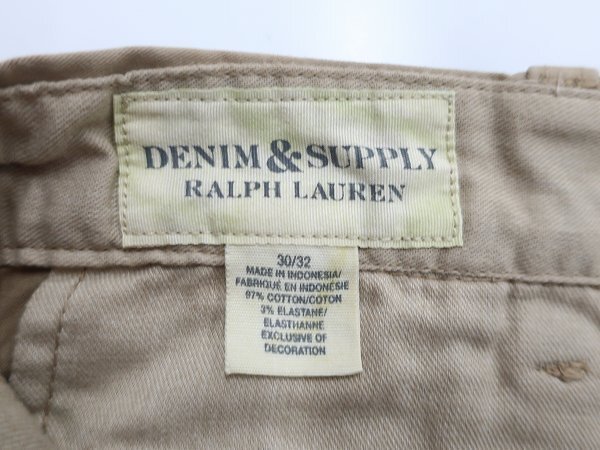 DENIM & SUPPLY
RALPH LAUREN
30/32
MADE IN INDONESIA/
FABRIQUÉ EN INDONÉSIE
97% COTTON/COTON
3% ELASTANE/
ELASTHANNE
EXCLUSIVE OF
DECORATION